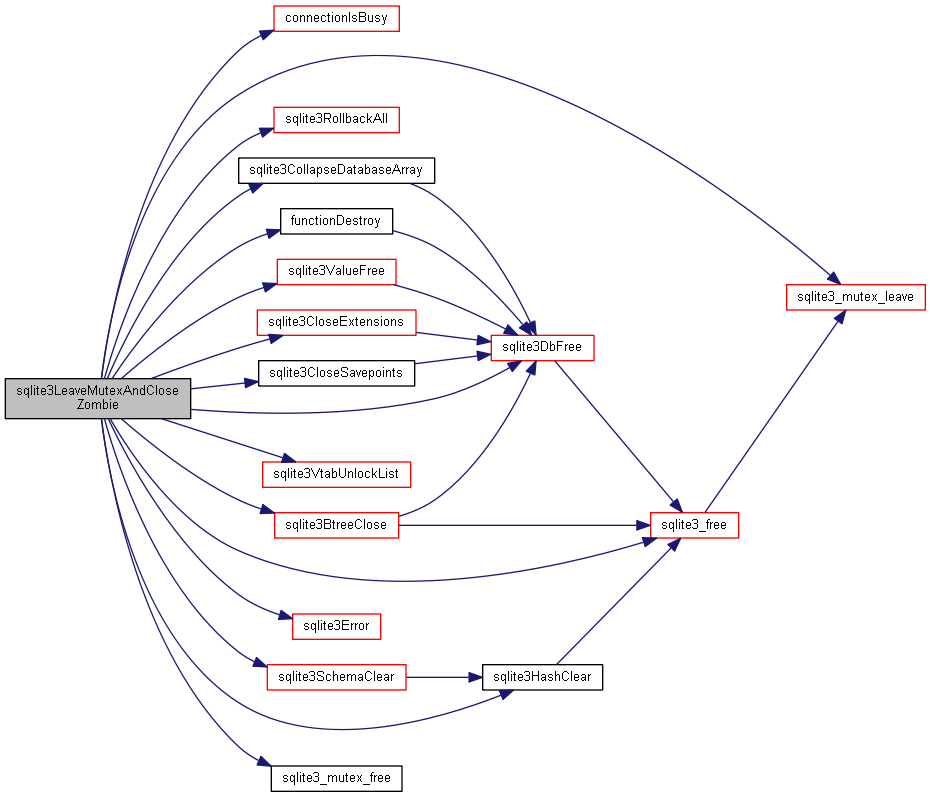 connectionIsBusy
sqlite3RollbackAll
sqlite3CollapseDatabaseArray
functionDestroy
sqlite3ValueFree
sqlite3CloseExtensions
sqlite3CloseSavepoints
sqlite3LeaveMutexAndClose
Zombie
sqlite3VtabUnlockList
sqlite3BtreeClose
sqlite3Error
sqlite3SchemaClear
sqlite3_mutex_free
sqlite3DbFree
sqlite3HashClear
sqlite3_free
sqlite3_mutex_leave